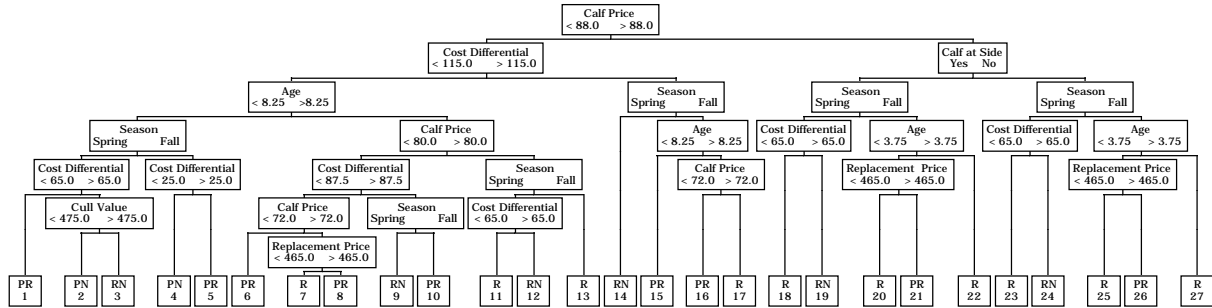 Calf Price
< 88.0 > 88.0
Cost Differential
< 115.0 > 115.0
Calf at Side
Yes No
Age
< 8.25 >8.25
Season
Spring Fall
Season
Spring Fall
Season
Spring Fall
Season
Spring Fall
Calf Price
< 80.0 > 80.0
Age
< 8.25 > 8.25
Cost Differential
< 65.0 > 65.0
Age
< 3.75 > 3.75
Cost Differential
< 65.0 > 65.0
Age
< 3.75 > 3.75
Cost Differential
< 65.0 > 65.0
Cost Differential
< 25.0 > 25.0
Cost Differential
< 87.5 > 87.5
Season
Spring Fall
Calf Price
< 72.0 > 72.0
Replacement Price
< 465.0 > 465.0
Replacement Price
< 465.0 > 465.0
Cull Value
< 475.0 > 475.0
Calf Price
< 72.0 > 72.0
Season
Spring Fall
Cost Differential
< 65.0 > 65.0
Replacement Price
< 465.0 > 465.0
PR
1
PN
2
RN
3
PN
4
PR
5
PR
6
R
7
PR
8
RN
9
PR
10
R
11
RN
12
R
13
RN
14
PR
15
PR
16
R
17
R
18
RN
19
R
20
PR
21
R
22
R
23
RN
24
R
25
PR
26
R
27